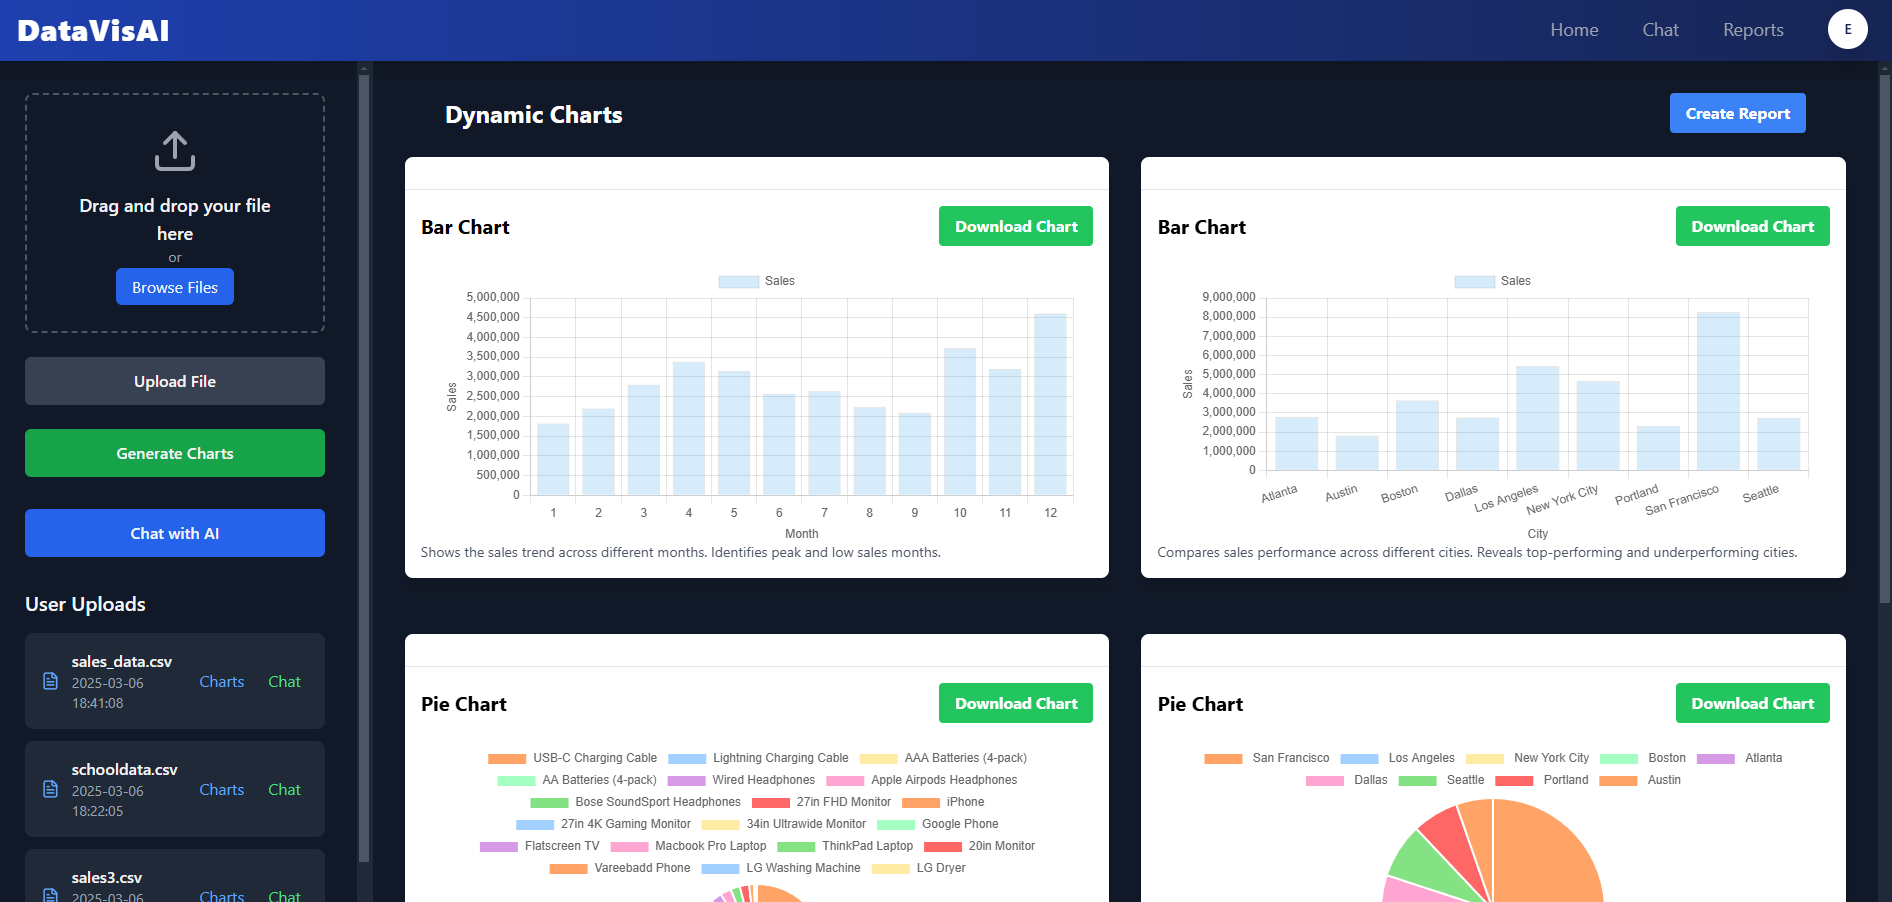 DataVisAI
Home Chat Reports E
Drag and drop your file
here
or
Browse Files
Upload File
Generate Charts
Chat with AI
User Uploads
sales_data.csv
2025-03-06
18:41:08
Charts Chat
schooldata.csv
2025-03-06
18:22:05
Charts Chat
sales3.csv
2025-03-06
Charts Chat
Dynamic Charts
Create Report
Bar Chart
Download Chart
Sales
5,000,000
4,500,000
4,000,000
3,500,000
3,000,000
2,500,000
2,000,000
1,500,000
1,000,000
500,000
0
Sales
1 2 3 4 5 6 7 8 9 10 11 12
Month
Shows the sales trend across different months. Identifies peak and low sales months.
Bar Chart
Download Chart
Sales
9,000,000
8,000,000
7,000,000
6,000,000
5,000,000
4,000,000
3,000,000
2,000,000
1,000,000
0
Sales
Atlanta Austin Boston Dallas Los Angeles New York City Portland San Francisco Seattle
City
Compares sales performance across different cities. Reveals top-performing and underperforming cities.
Pie Chart
Download Chart
USB-C Charging Cable Lightning Charging Cable AAA Batteries (4-pack)
AA Batteries (4-pack) Wired Headphones Apple Airpods Headphones
Bose SoundSport Headphones 27in FHD Monitor iPhone
27in 4K Gaming Monitor 34in Ultrawide Monitor Google Phone
Flatscreen TV Macbook Pro Laptop ThinkPad Laptop 20in Monitor
Vareebadd Phone LG Washing Machine LG Dryer
Pie Chart
Download Chart
San Francisco Los Angeles New York City Boston Atlanta
Dallas Seattle Portland Austin